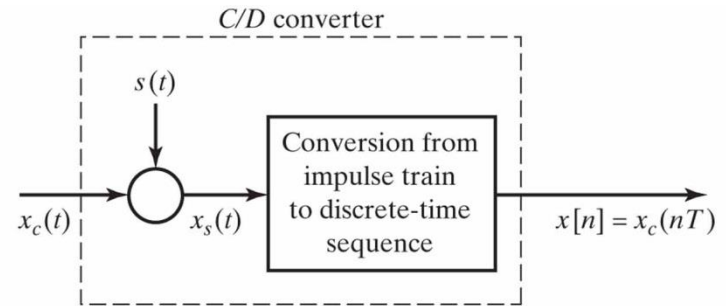 C/D converter
s(t)
Conversion from
impulse train
to discrete-time
sequence
x_c(t)
x_s(t)
x[n] = x_c(nT)